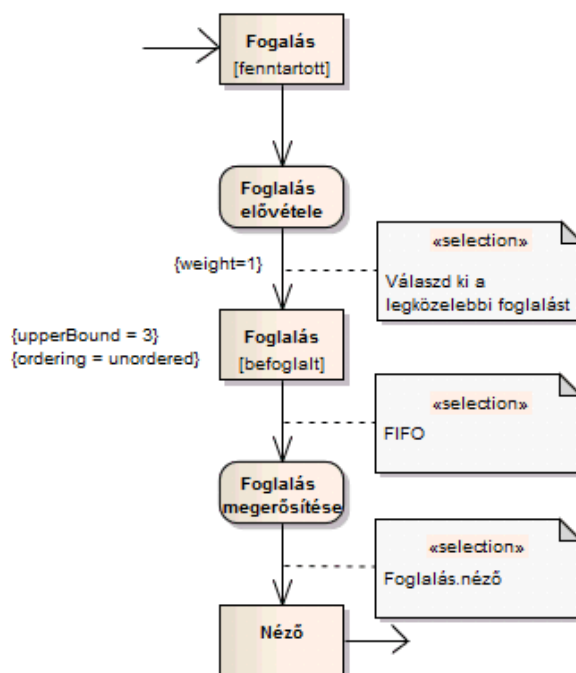 Fogalás
[fenntartott]
Foglalás
elővétele
{weight=1}
«selection»
Válaszd ki a
legközelebbi foglalást
{upperBound = 3}
{ordering = unordered}
Foglalás
[befoglalt]
«selection»
FIFO
Foglalás
megerősítése
«selection»
Foglalás.néző
Néző